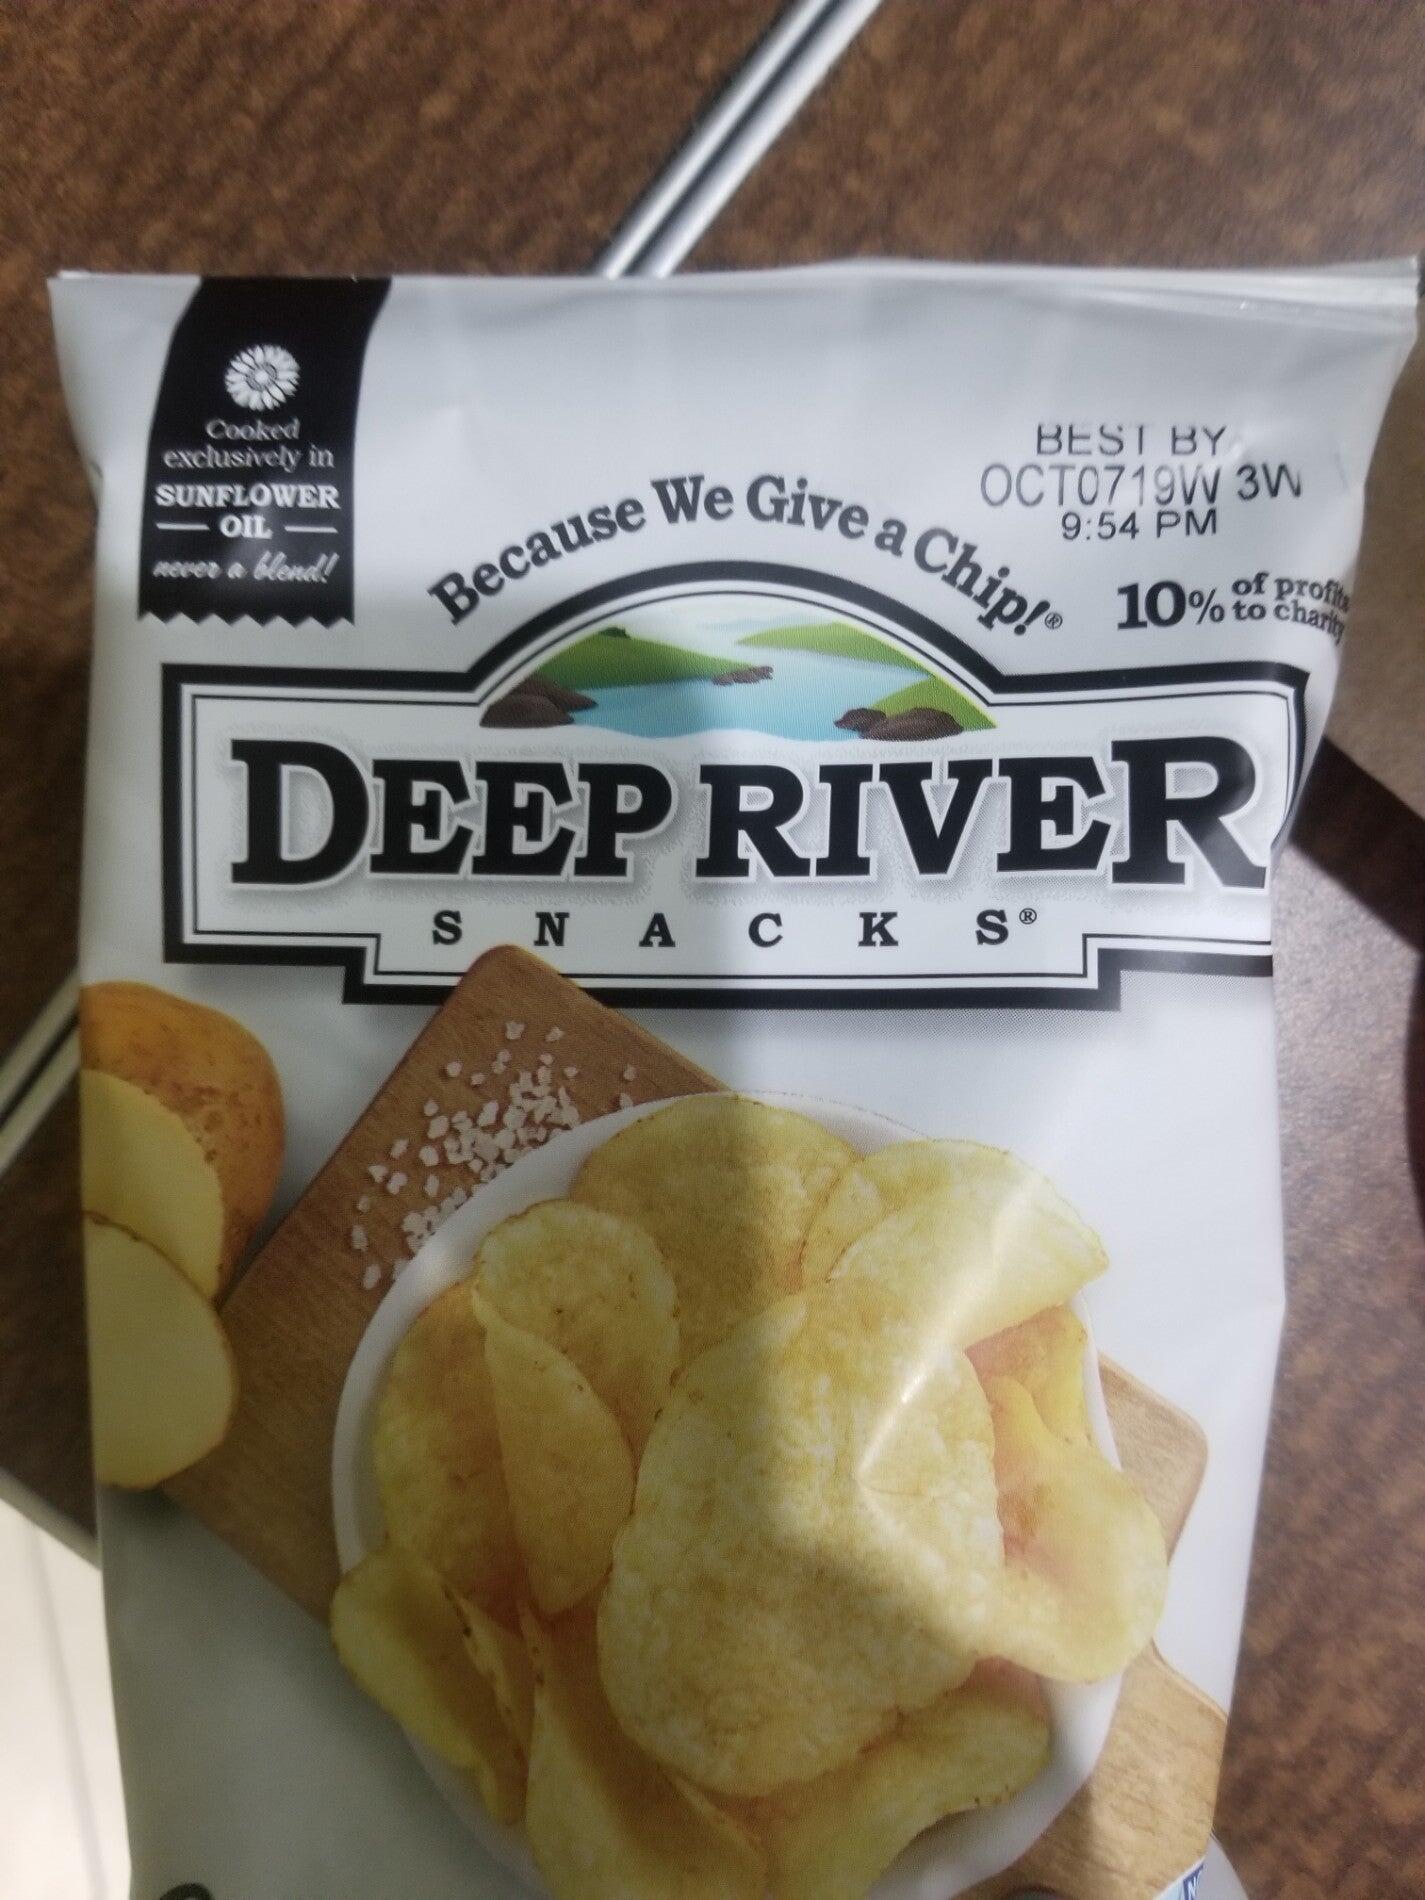 Cooked
exclusively in
SUNFLOWER
OIL
never a blend!
BEST BY
OCT0719W 3W
9:54 PM
Because We Give a Chip!®
10% of profits
to charity
DEEP RIVER
SNACKS®